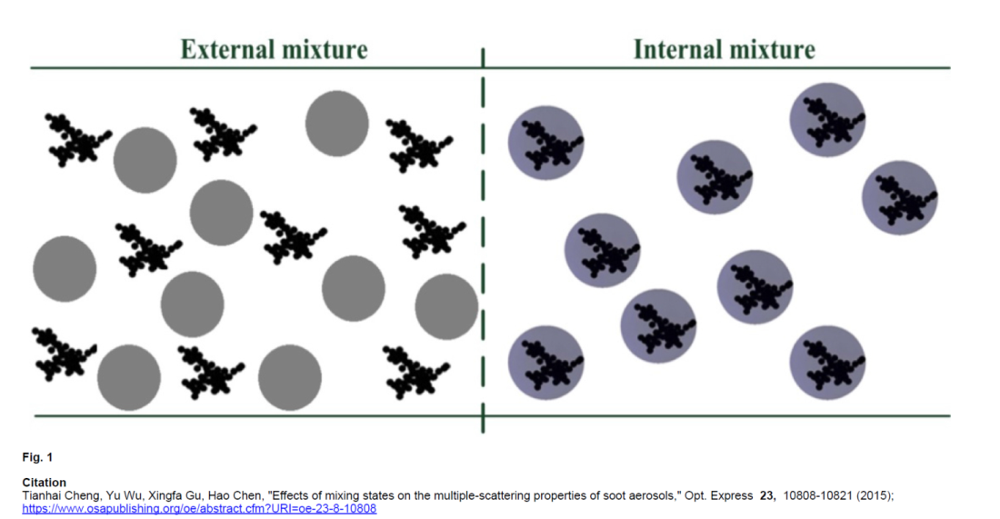 External mixture
Internal mixture
Fig. 1
Citation
Tianhai Cheng, Yu Wu, Xingfa Gu, Hao Chen, "Effects of mixing states on the multiple-scattering properties of soot aerosols," Opt. Express 23, 10808-10821 (2015);
https://www.osapublishing.org/oe/abstract.cfm?URI=oe-23-8-10808